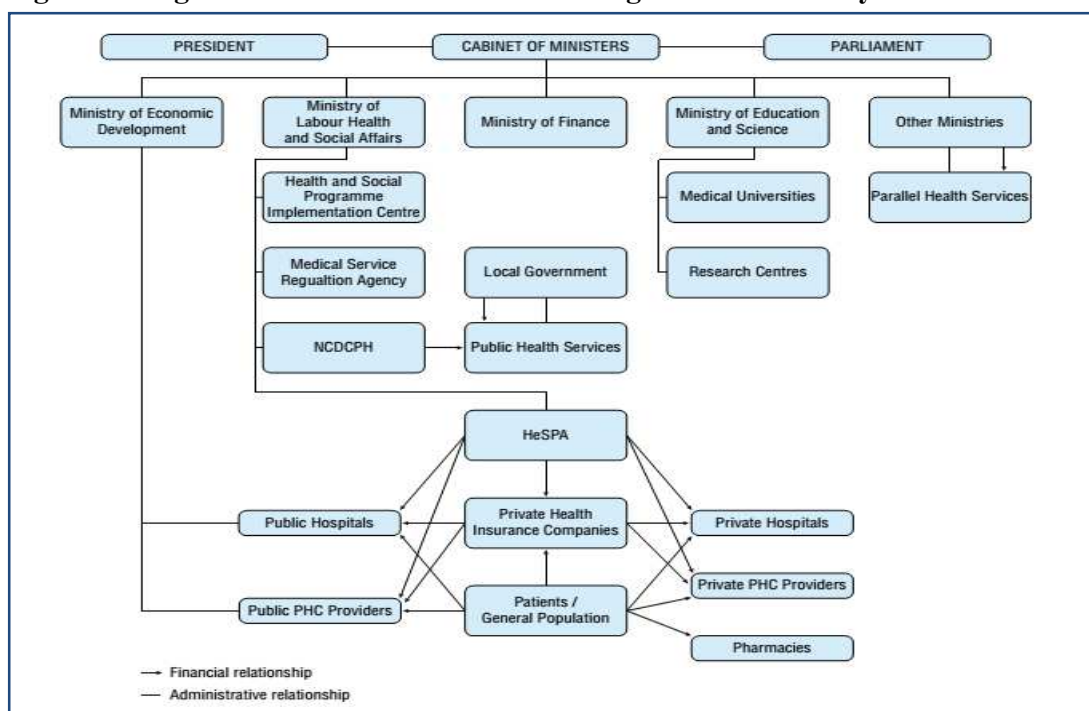 PRESIDENT
CABINET OF MINISTERS
PARLIAMENT
Ministry of Economic
Development
Ministry of
Labour Health
and Social Affairs
Ministry of Finance
Ministry of Education
and Science
Other Ministries
Health and Social
Programme
Implementation Centre
Medical Universities
Parallel Health Services
Medical Service
Regualtion Agency
Local Government
Research Centres
NCDCPH
Public Health Services
HeSPA
Public Hospitals
Private Health
Insurance Companies
Private Hospitals
Public PHC Providers
Patients /
General Population
Private PHC Providers
Pharmacies
Financial relationship
Administrative relationship